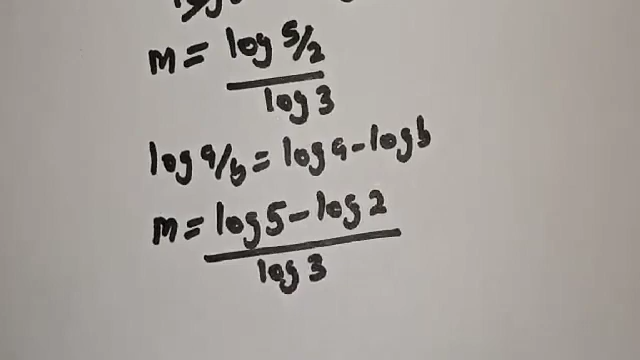 m = log 5/2
log 3
log a/b = log a - log b
m = log 5 - log 2
log 3